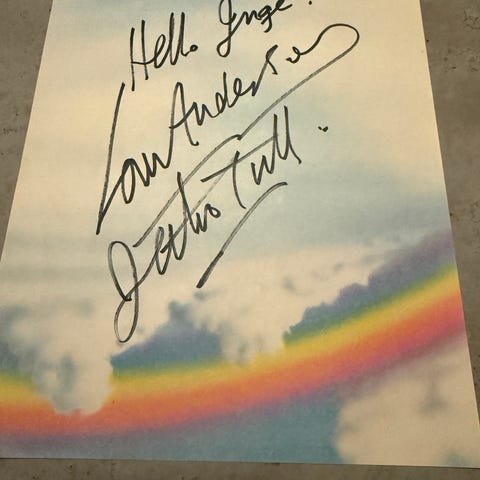 Hello Inge!
Ian Anderson
Jethro Tull.